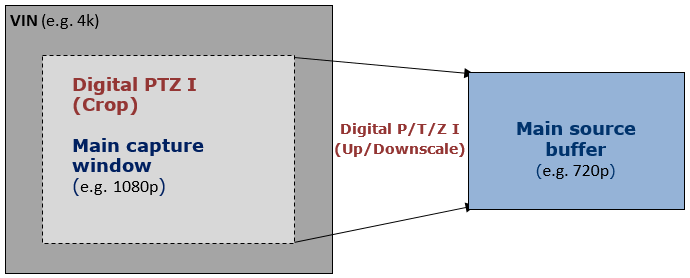 VIN (e.g. 4k)
Digital PTZ I
(Crop)
Main capture
window
(e.g. 1080p)
Digital P/T/Z I
(Up/Downscale)
Main source
buffer
(e.g. 720p)